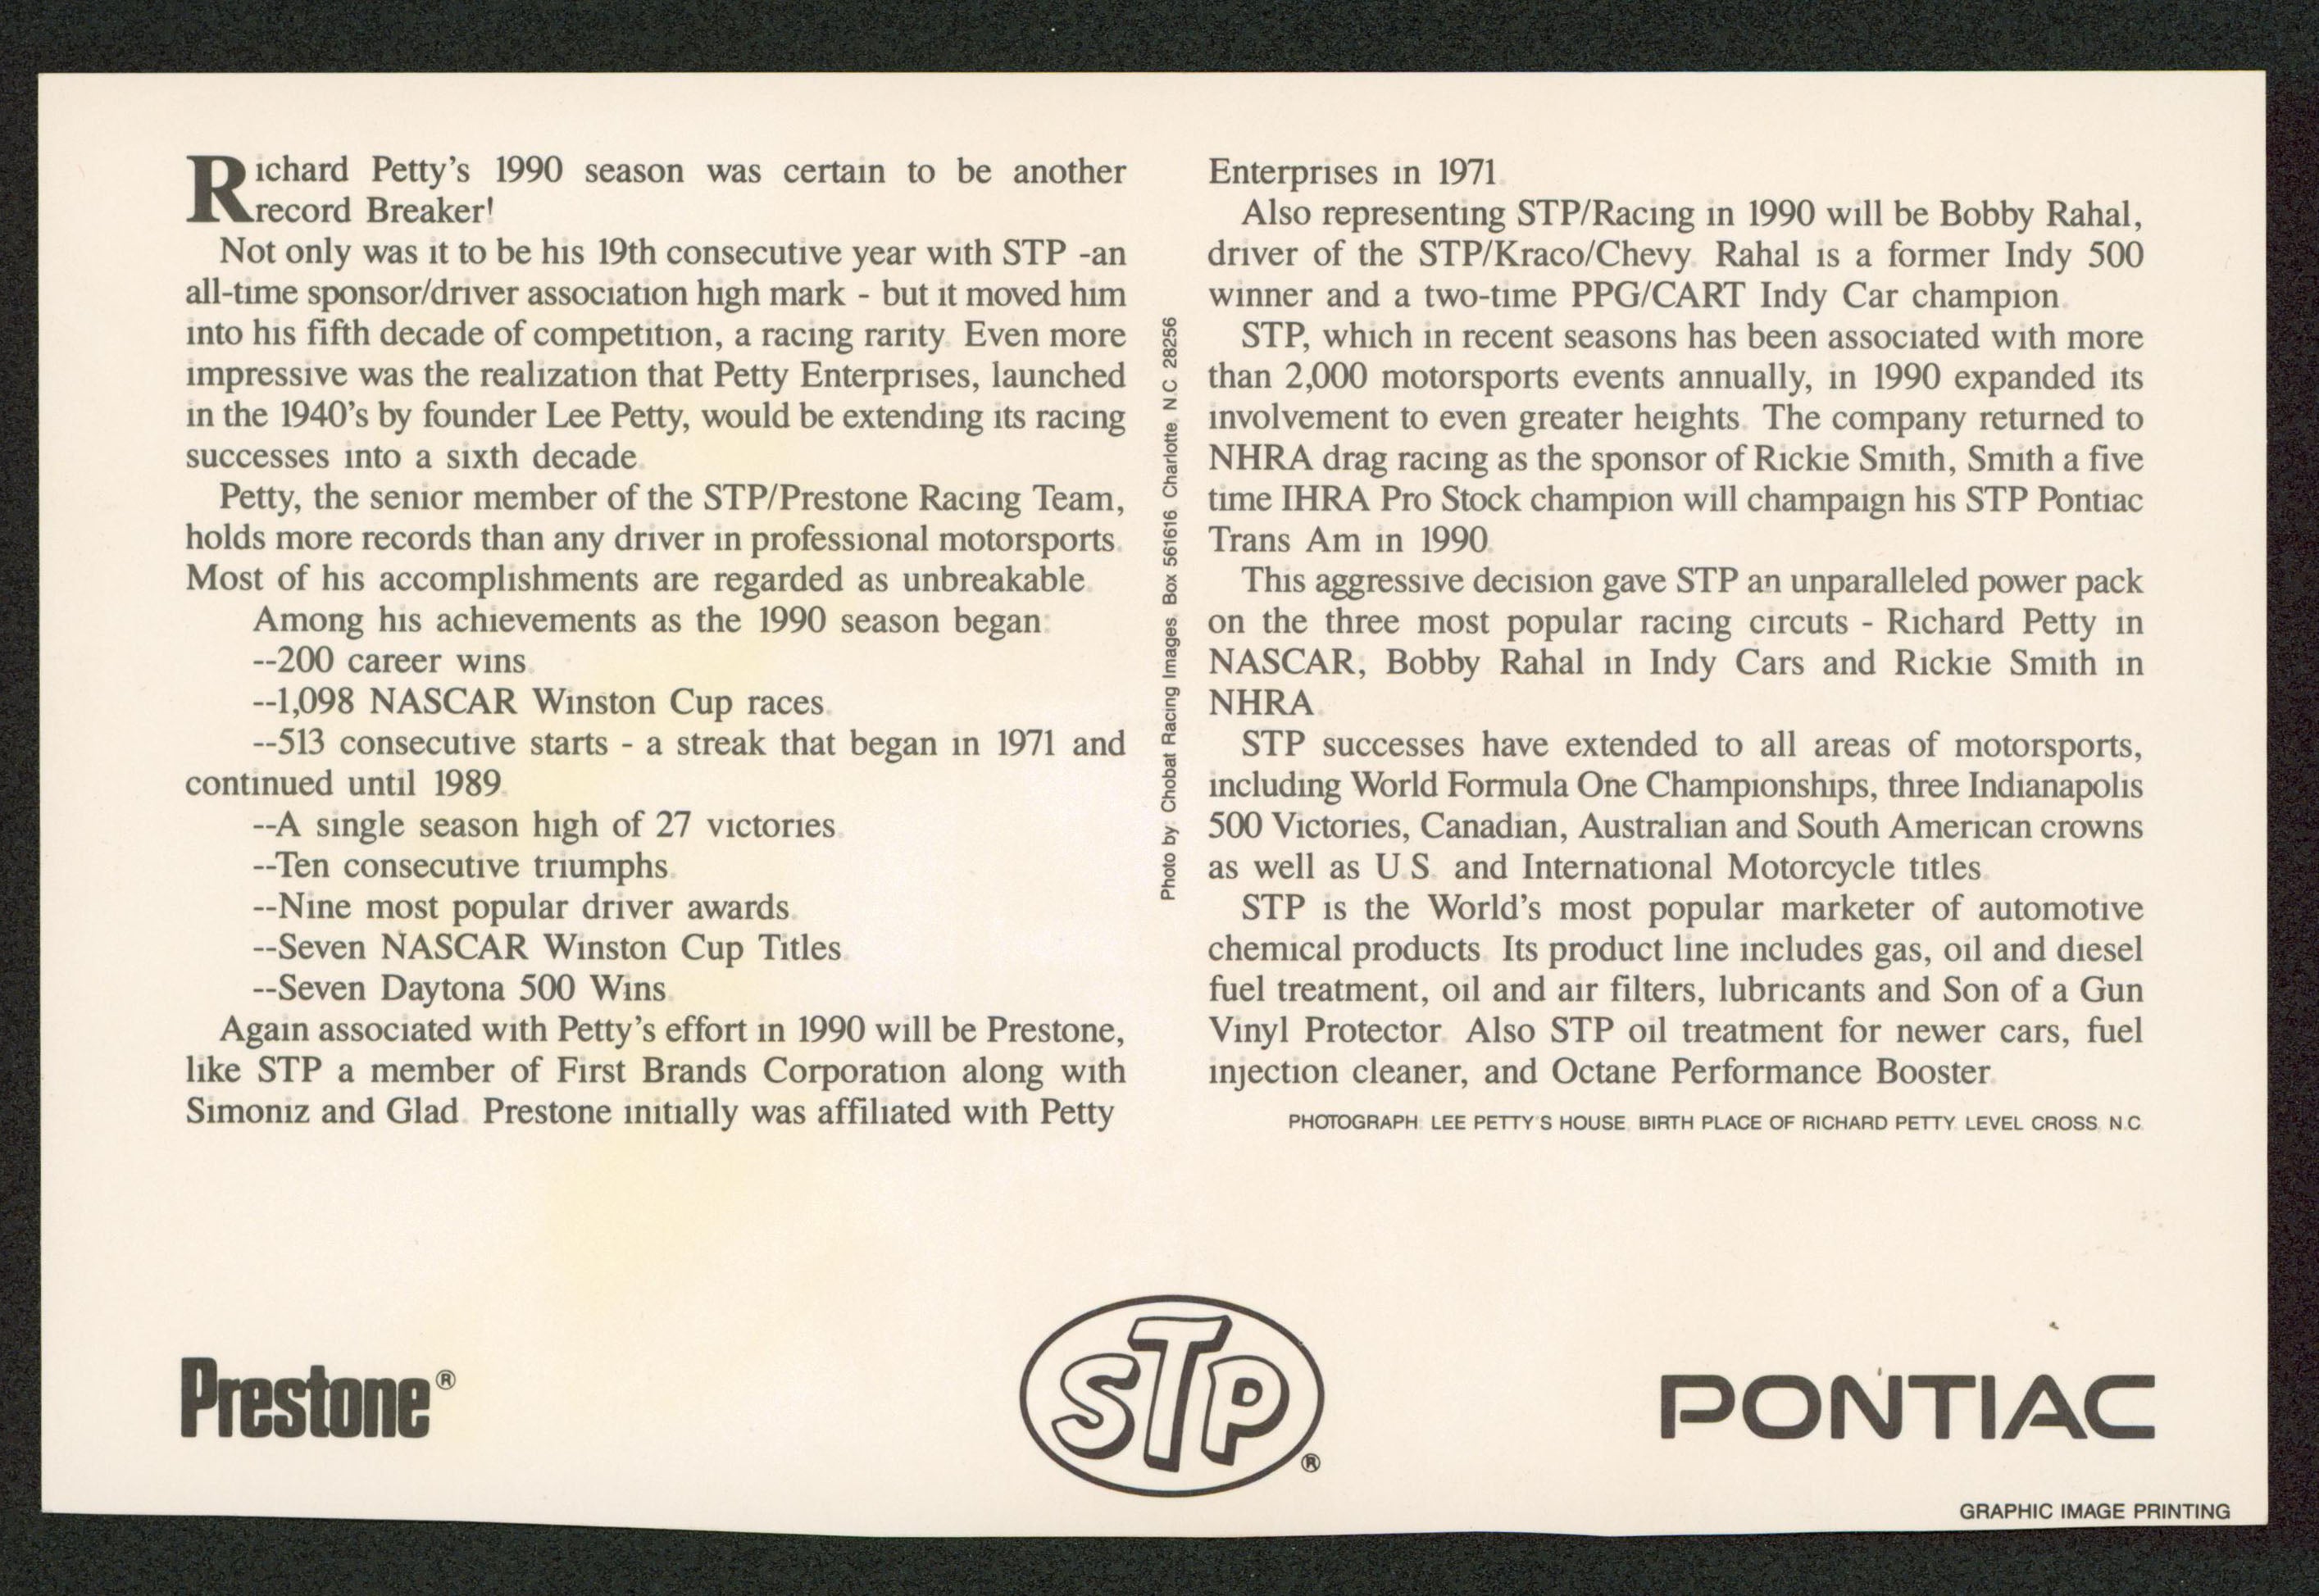 Richard Petty's 1990 season was certain to be another
record Breaker!
Not only was it to be his 19th consecutive year with STP -an
all-time sponsor/driver association high mark - but it moved him
into his fifth decade of competition, a racing rarity. Even more
impressive was the realization that Petty Enterprises, launched
in the 1940's by founder Lee Petty, would be extending its racing
successes into a sixth decade.
Petty, the senior member of the STP/Prestone Racing Team,
holds more records than any driver in professional motorsports.
Most of his accomplishments are regarded as unbreakable.
Among his achievements as the 1990 season began:
--200 career wins.
--1,098 NASCAR Winston Cup races.
--513 consecutive starts - a streak that began in 1971 and
continued until 1989.
--A single season high of 27 victories.
--Ten consecutive triumphs.
--Nine most popular driver awards.
--Seven NASCAR Winston Cup Titles.
--Seven Daytona 500 Wins.
Again associated with Petty's effort in 1990 will be Prestone,
like STP a member of First Brands Corporation along with
Simoniz and Glad. Prestone initially was affiliated with Petty
Photo by: Chobat Racing Images. Box 561616. Charlotte, N.C. 28256
Enterprises in 1971.
Also representing STP/Racing in 1990 will be Bobby Rahal,
driver of the STP/Kraco/Chevy. Rahal is a former Indy 500
winner and a two-time PPG/CART Indy Car champion.
STP, which in recent seasons has been associated with more
than 2,000 motorsports events annually, in 1990 expanded its
involvement to even greater heights. The company returned to
NHRA drag racing as the sponsor of Rickie Smith, Smith a five
time IHRA Pro Stock champion will champaign his STP Pontiac
Trans Am in 1990.
This aggressive decision gave STP an unparalleled power pack
on the three most popular racing circuts - Richard Petty in
NASCAR, Bobby Rahal in Indy Cars and Rickie Smith in
NHRA.
STP successes have extended to all areas of motorsports,
including World Formula One Championships, three Indianapolis
500 Victories, Canadian, Australian and South American crowns
as well as U.S. and International Motorcycle titles.
STP is the World's most popular marketer of automotive
chemical products. Its product line includes gas, oil and diesel
fuel treatment, oil and air filters, lubricants and Son of a Gun
Vinyl Protector. Also STP oil treatment for newer cars, fuel
injection cleaner, and Octane Performance Booster.
PHOTOGRAPH: LEE PETTY'S HOUSE, BIRTH PLACE OF RICHARD PETTY. LEVEL CROSS, N.C.
Prestone®
STP®
PONTIAC
GRAPHIC IMAGE PRINTING